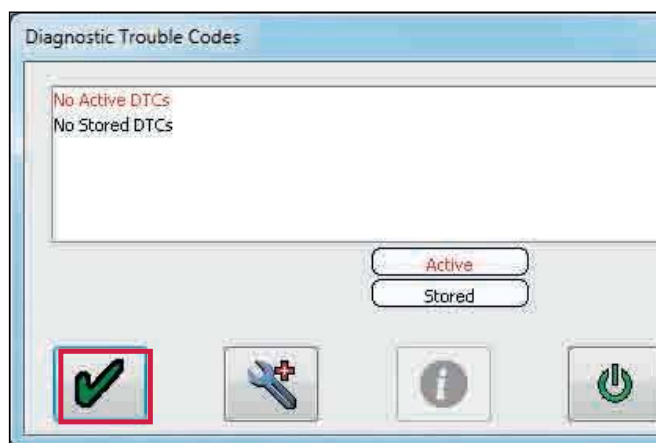 Diagnostic Trouble Codes
No Active DTCs
No Stored DTCs
Active
Stored